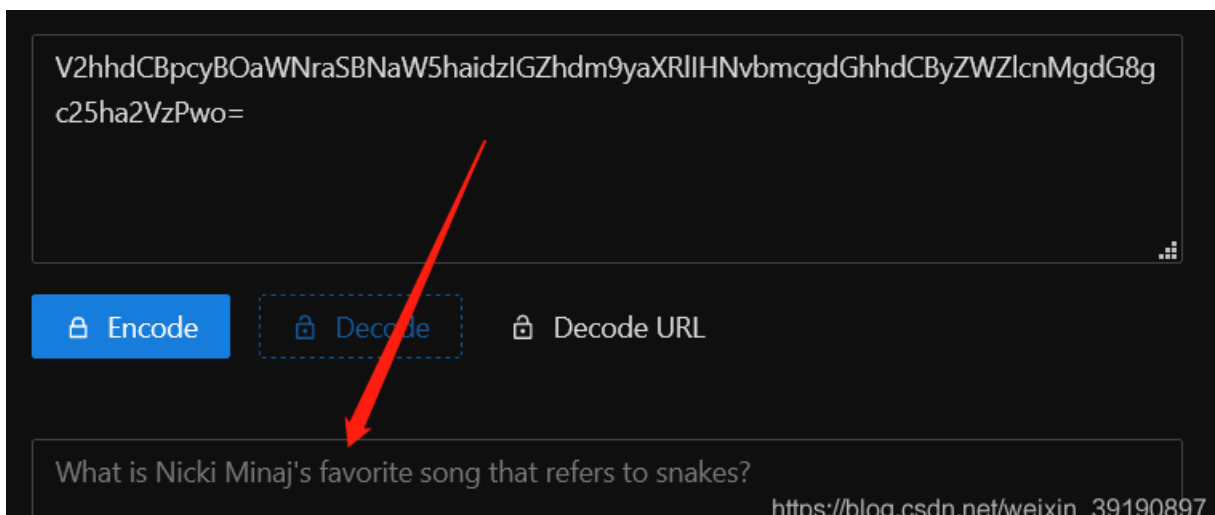 V2hhdCBpcyBOaWNraSBNaW5haidzIGZhdm9yaXRlIHNvbmcgdGhhdCByZWZlcnMgdG8g
c25ha2VzPwo=
Encode
Decode
Decode URL
What is Nicki Minaj's favorite song that refers to snakes?
https://blog.csdn.net/weixin_39190897